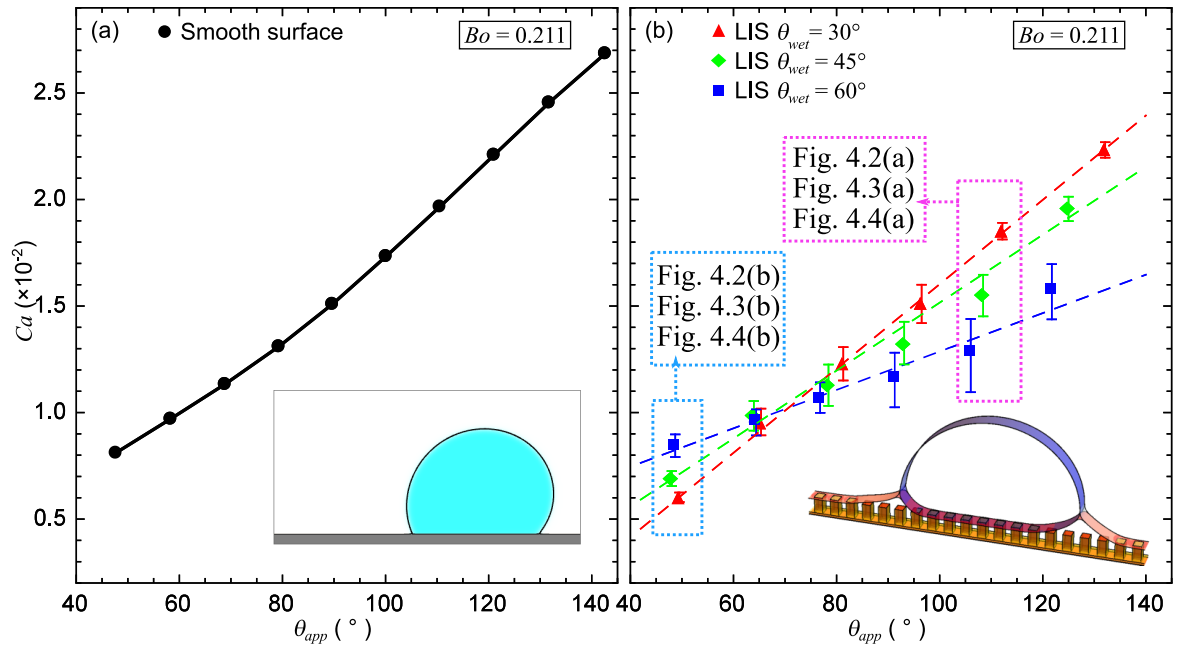 (a)
Smooth surface
Bo = 0.211
Ca (×10-2)
2.5
2.0
1.5
1.0
0.5
40
60
80
100
120
140
θapp ( ° )
(b)
LIS θwet = 30°
LIS θwet = 45°
LIS θwet = 60°
Bo = 0.211
Fig. 4.2(a)
Fig. 4.3(a)
Fig. 4.4(a)
Fig. 4.2(b)
Fig. 4.3(b)
Fig. 4.4(b)
40
60
80
100
120
140
θapp ( ° )